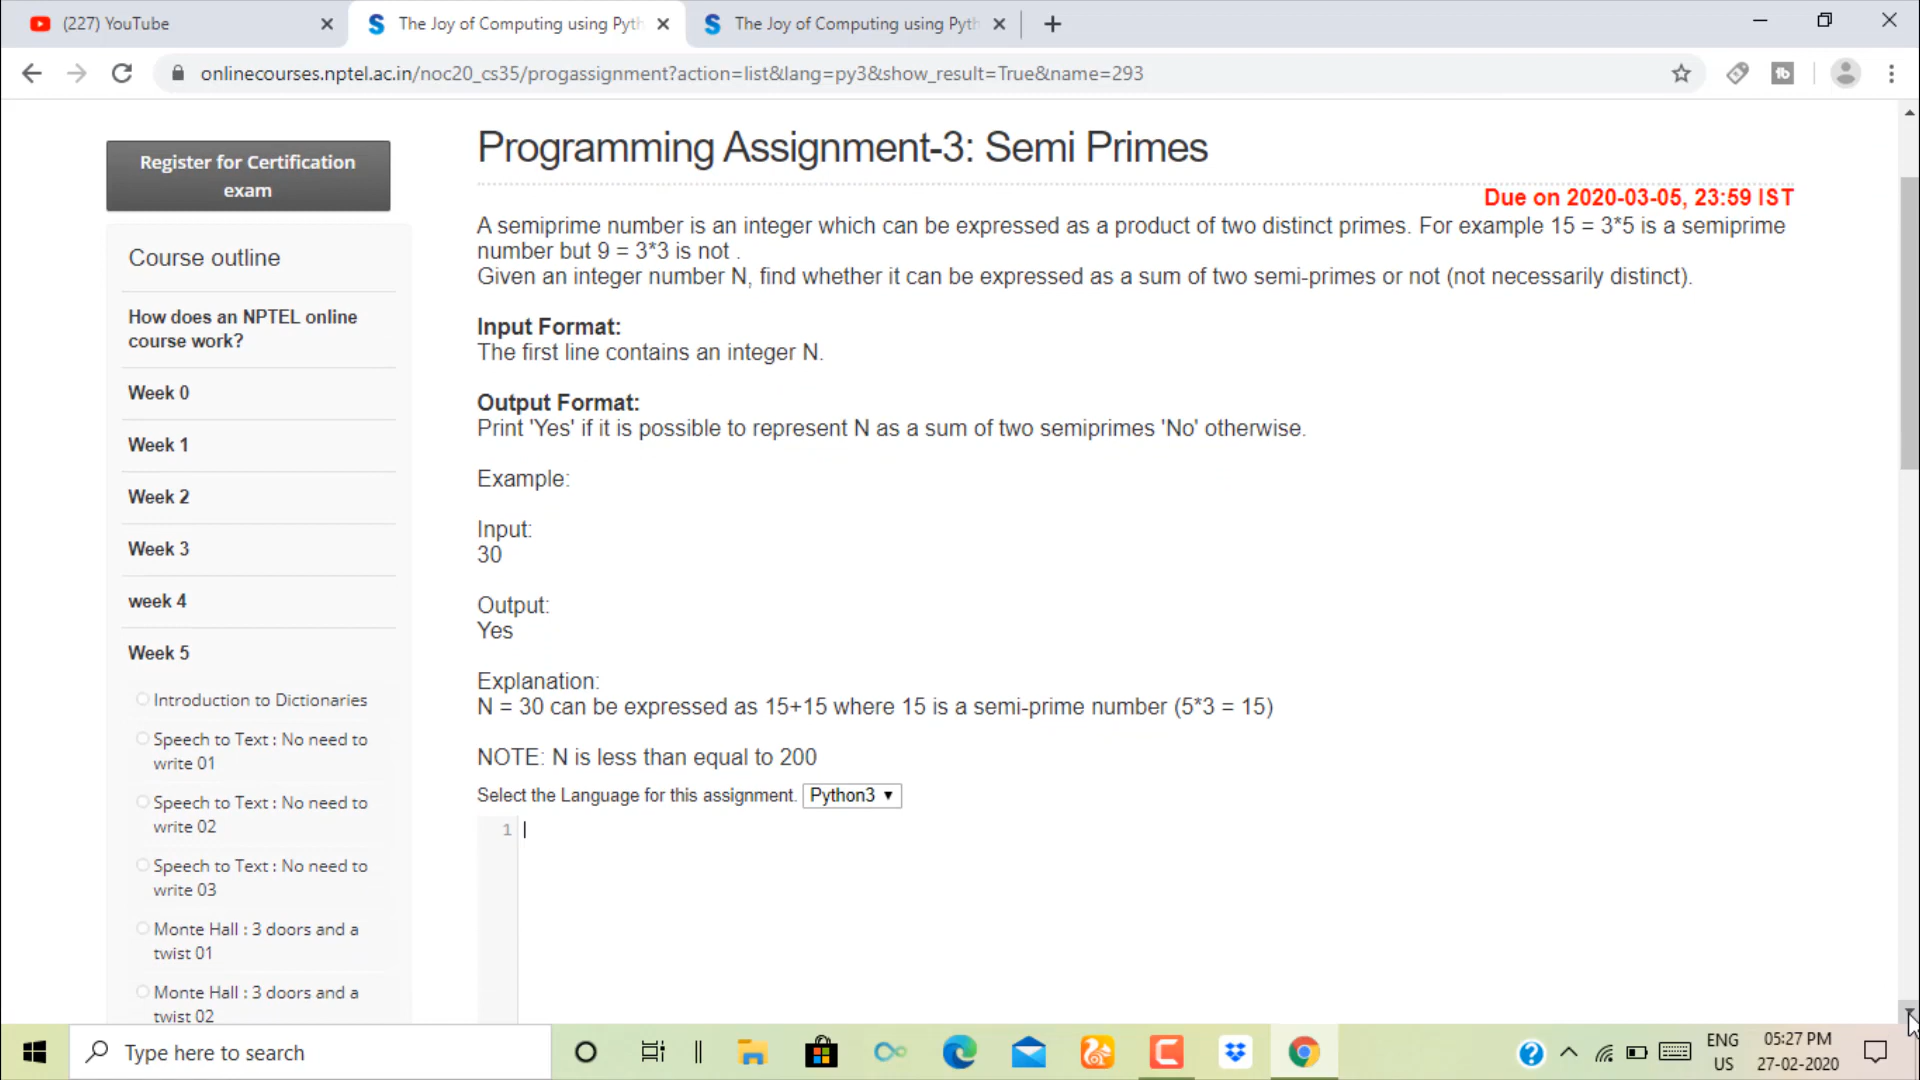 (227) YouTube
The Joy of Computing using Pyth
The Joy of Computing using Pyth
onlinecourses.nptel.ac.in/noc20_cs35/progassignment?action=list&lang=py3&show_result=True&name=293
Register for Certification
exam
Course outline
How does an NPTEL online
course work?
Week 0
Week 1
Week 2
Week 3
week 4
Week 5
Introduction to Dictionaries
Speech to Text : No need to
write 01
Speech to Text : No need to
write 02
Speech to Text : No need to
write 03
Monte Hall : 3 doors and a
twist 01
Monte Hall : 3 doors and a
twist 02
Programming Assignment-3: Semi Primes
Due on 2020-03-05, 23:59 IST
A semiprime number is an integer which can be expressed as a product of two distinct primes. For example 15 = 3*5 is a semiprime
number but 9 = 3*3 is not .
Given an integer number N, find whether it can be expressed as a sum of two semi-primes or not (not necessarily distinct).
Input Format:
The first line contains an integer N.
Output Format:
Print 'Yes' if it is possible to represent N as a sum of two semiprimes 'No' otherwise.
Example:
Input:
30
Output:
Yes
Explanation:
N = 30 can be expressed as 15+15 where 15 is a semi-prime number (5*3 = 15)
NOTE: N is less than equal to 200
Select the Language for this assignment. Python3
1
Type here to search
ENG
US
05:27 PM
27-02-2020